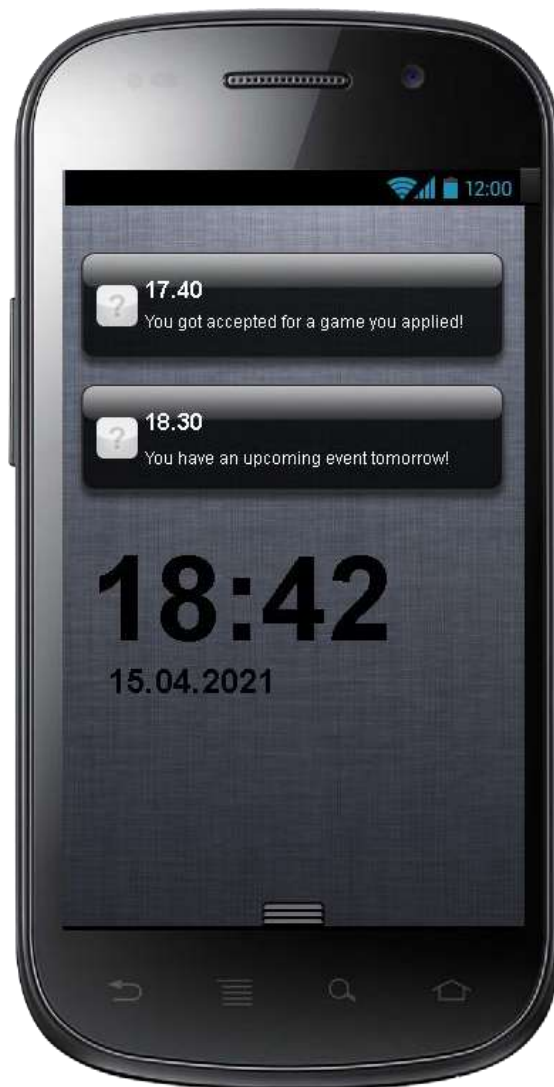 12:00
17.40
You got accepted for a game you applied!
18.30
You have an upcoming event tomorrow!
18:42
15.04.2021